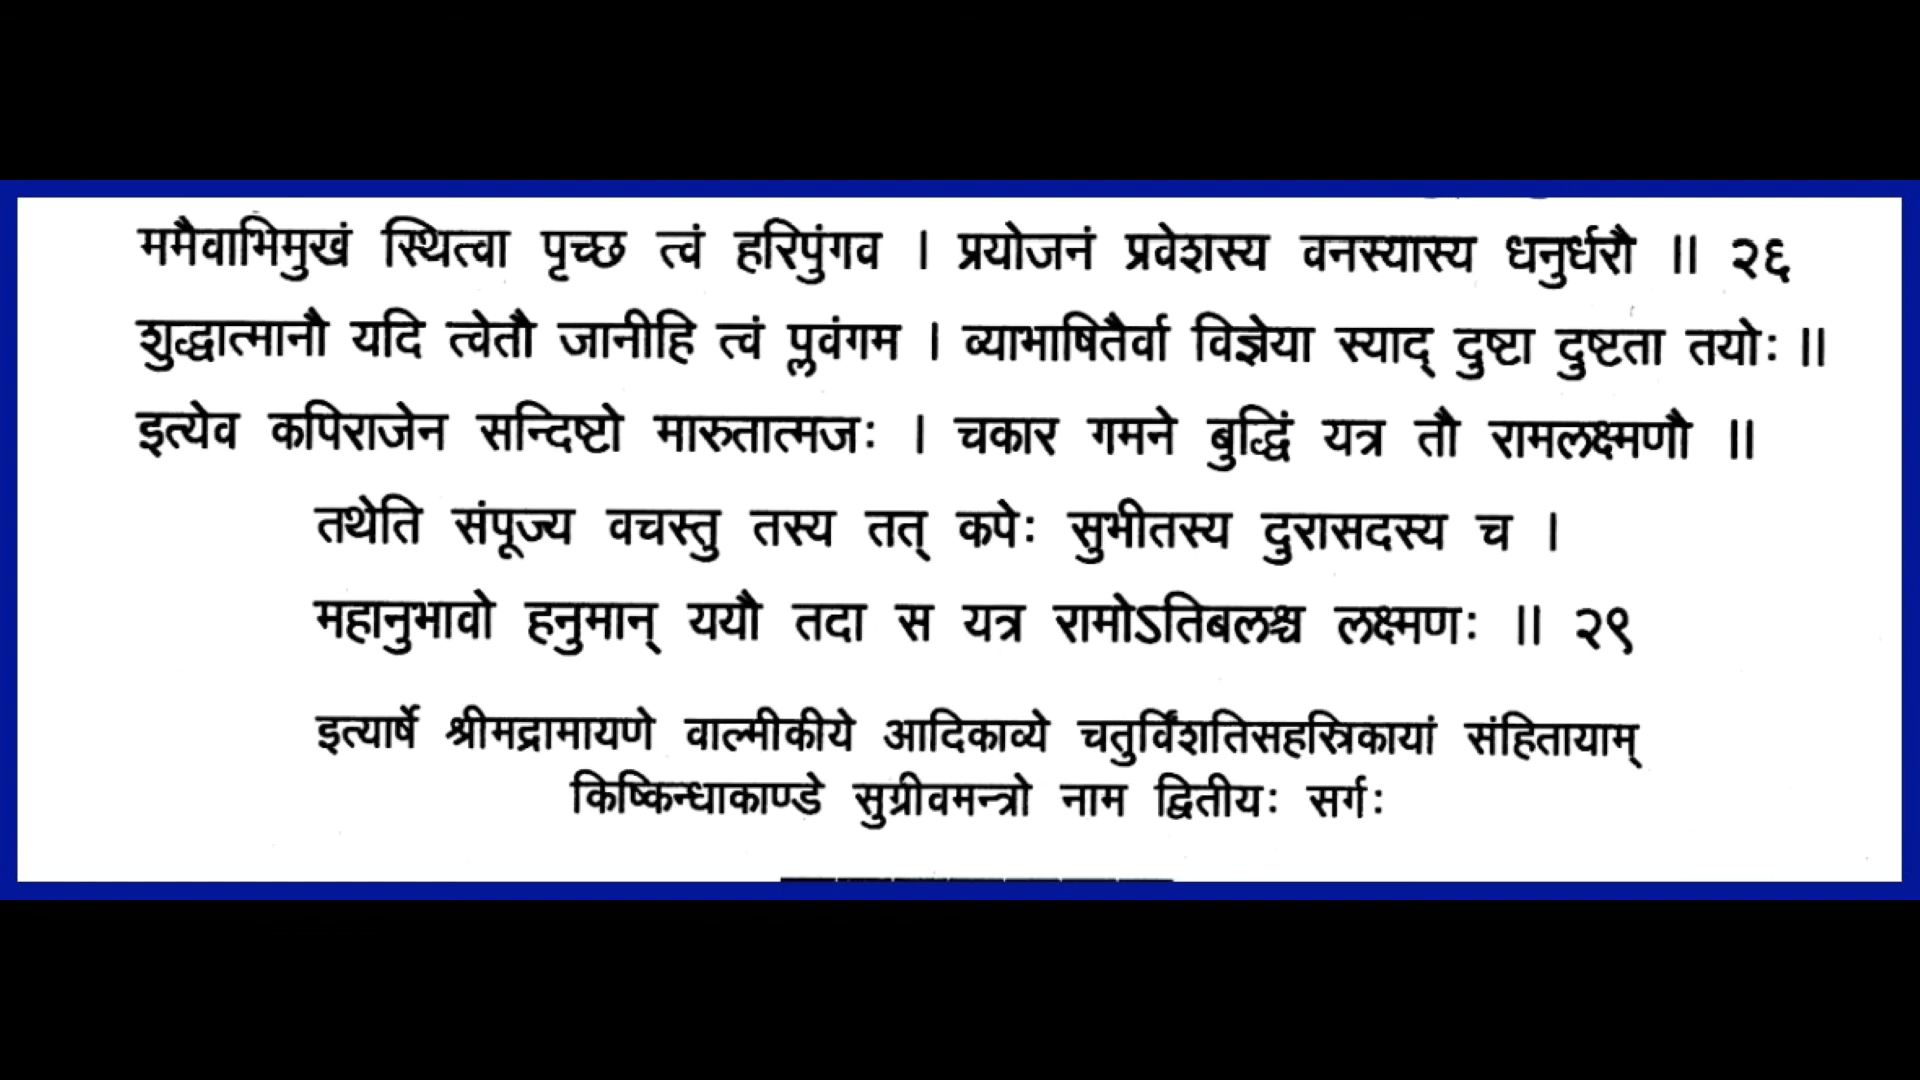 ममैवाभिमुखं स्थित्वा पृच्छ त्वं हरिपुंगव । प्रयोजनं प्रवेशस्य वनस्यास्य धनुर्धरौ ॥ २६
शुद्धात्मानौ यदि त्वेतौ जानीहि त्वं प्लवंगम । व्याभाषितैर्वा विज्ञेया स्याद् दुष्टा दुष्टता तयोः ॥
इत्येव कपिराजेन सन्दिष्टो मारुतात्मजः । चकार गमने बुद्धिं यत्र तौ रामलक्ष्मणौ ॥
तथेति संपूज्य वचस्तु तस्य तत् कपेः सुभीतस्य दुरासदस्य च ।
महानुभावो हनुमान् ययौ तदा स यत्र रामोऽतिबलश्च लक्ष्मणः ॥ २९
इत्यार्षे श्रीमद्रामायणे वाल्मीकीये आदिकाव्ये चतुर्विंशतिसहस्रिकायां संहितायाम्
किष्किन्धाकाण्डे सुग्रीवमन्त्रो नाम द्वितीयः सर्गः